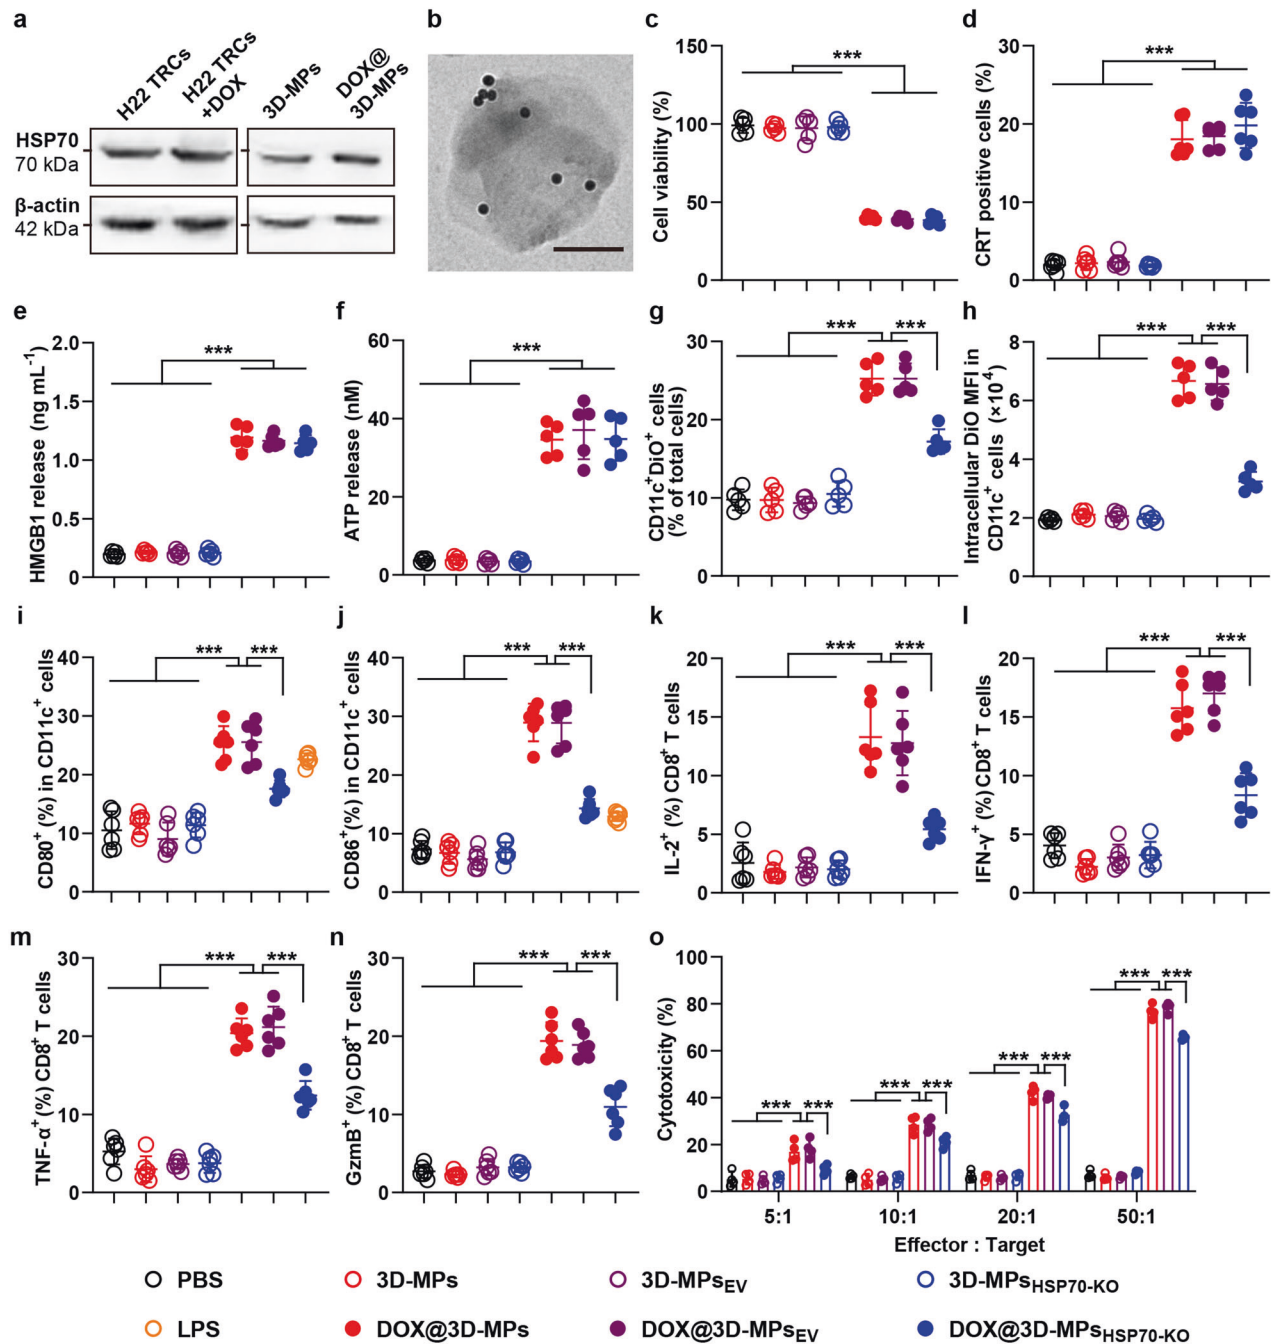 a
H22 TRCs
H22 TRCs
+DOX
3D-MPs
DOX@
3D-MPs
HSP70
70 kDa
β-actin
42 kDa
b
c
Cell viability (%)
150
100
50
0
***
d
CRT positive cells (%)
30
20
10
0
***
e
HMGB1 release (ng mL⁻¹)
2.0
1.5
1.0
0.5
0
***
f
ATP release (nM)
60
40
20
0
***
g
CD11c⁺DiO⁺ cells
(% of total cells)
30
20
10
0
*** ***
h
Intracellular DiO MFI in
CD11c⁺ cells (×10⁴)
8
6
4
2
0
*** ***
i
CD80⁺ (%) in CD11c⁺ cells
40
30
20
10
0
*** ***
j
CD86⁺(%) in CD11c⁺ cells
40
30
20
10
0
*** ***
k
IL-2⁺ (%) CD8⁺ T cells
20
15
10
5
0
*** ***
l
IFN-γ⁺ (%) CD8⁺ T cells
20
15
10
5
0
*** ***
m
TNF-α⁺ (%) CD8⁺ T cells
30
20
10
0
*** ***
n
GzmB⁺ (%) CD8⁺ T cells
30
20
10
0
*** ***
o
Cytotoxicity (%)
100
80
60
40
20
0
*** ***
*** ***
*** ***
*** ***
5:1 10:1 20:1 50:1
Effector : Target
PBS 3D-MPs 3D-MPsEV 3D-MPsHSP70-KO
LPS DOX@3D-MPs DOX@3D-MPsEV DOX@3D-MPsHSP70-KO